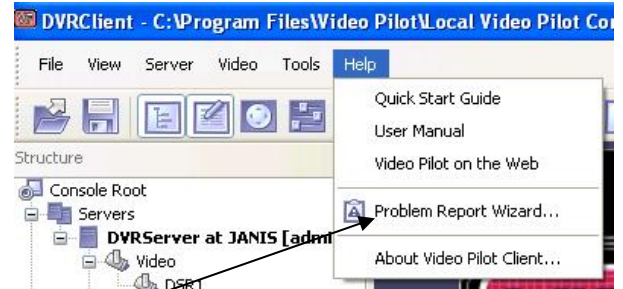 DVRClient - C:\Program Files\Video Pilot\Local Video Pilot Co
File View Server Video Tools Help
Quick Start Guide
User Manual
Video Pilot on the Web
Problem Report Wizard...
About Video Pilot Client...
Structure
Console Root
Servers
DVRServer at JANIS [admi
Video
DSR1